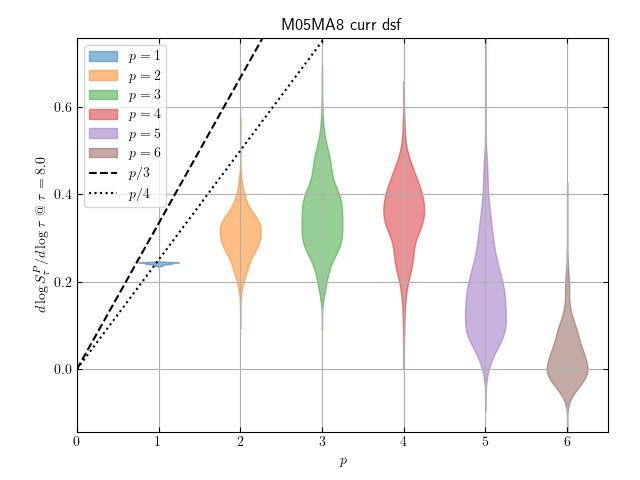 M05MA8 curr dsf
p = 1
p = 2
p = 3
p = 4
p = 5
p = 6
p/3
p/4
d log S_τ^p / d log τ @ τ = 8.0
0.6
0.4
0.2
0.0
0 1 2 3 4 5 6
p